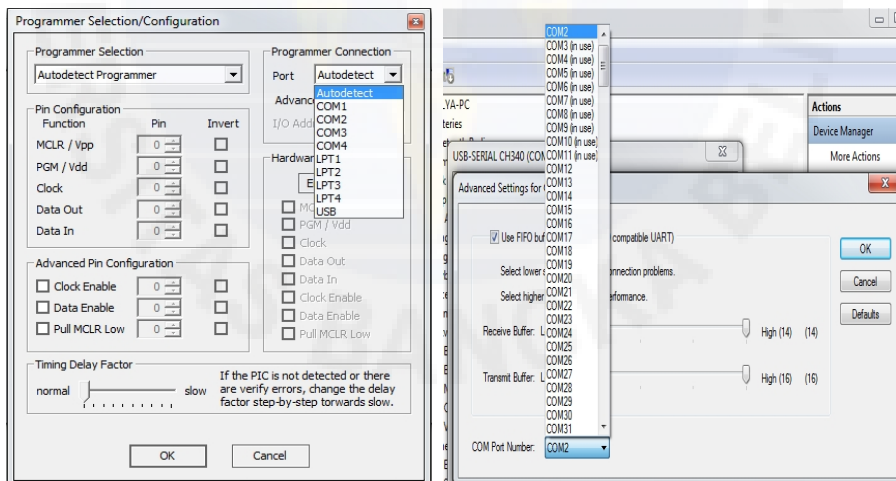 Programmer Selection/Configuration
Programmer Selection
Autodetect Programmer
Programmer Connection
Port Autodetect
Autodetect
COM1
COM2
COM3
COM4
LPT1
LPT2
LPT3
LPT4
USB
Advanc
I/O Addr
Pin Configuration
Function Pin Invert
MCLR / Vpp 0
PGM / Vdd 0
Clock 0
Data Out 0
Data In 0
Hardwar
E
MC
PGM / Vdd
Clock
Data Out
Data In
Clock Enable
Data Enable
Pull MCLR Low
Advanced Pin Configuration
Clock Enable 0
Data Enable 0
Pull MCLR Low 0
Timing Delay Factor
normal slow
If the PIC is not detected or there
are verify errors, change the delay
factor step-by-step torwards slow.
OK Cancel
COM2
COM3 (in use)
COM4 (in use)
COM5 (in use)
COM6 (in use)
COM7 (in use)
COM8 (in use)
COM9 (in use)
COM10 (in use)
COM11 (in use)
COM12
COM13
COM14
COM15
COM16
COM17
COM18
COM19
COM20
COM21
COM22
COM23
COM24
COM25
COM26
COM27
COM28
COM29
COM30
COM31
YA-PC
teries
Actions
Device Manager
More Actions
USB-SERIAL CH340 (COM
Advanced Settings for
Use FIFO buf compatible UART)
Select lower s nnection problems.
Select higher erformance.
Receive Buffer: L High (14) (14)
Transmit Buffer: L High (16) (16)
COM Port Number: COM2
OK
Cancel
Defaults